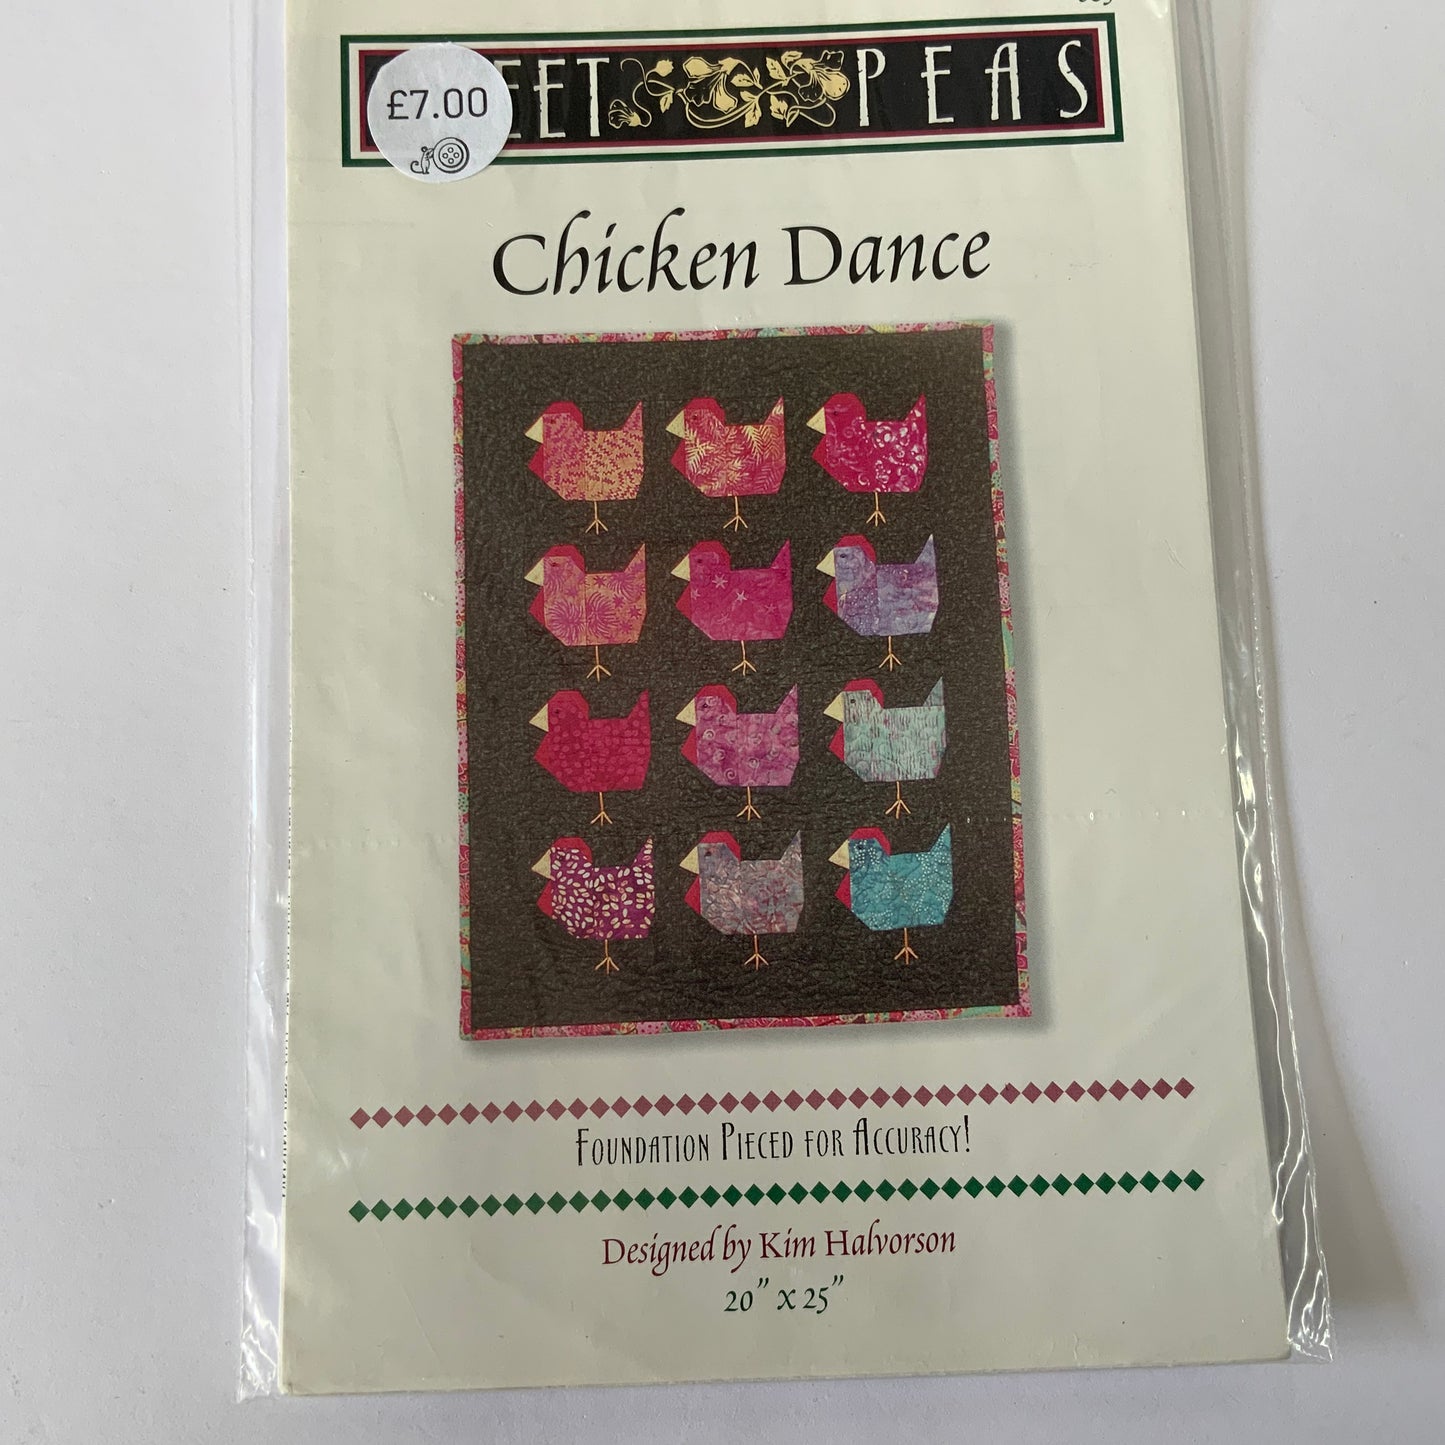 £7.00
EET PEAS
Chicken Dance
FOUNDATION PIECED FOR ACCURACY!
Designed by Kim Halvorson
20" x 25"